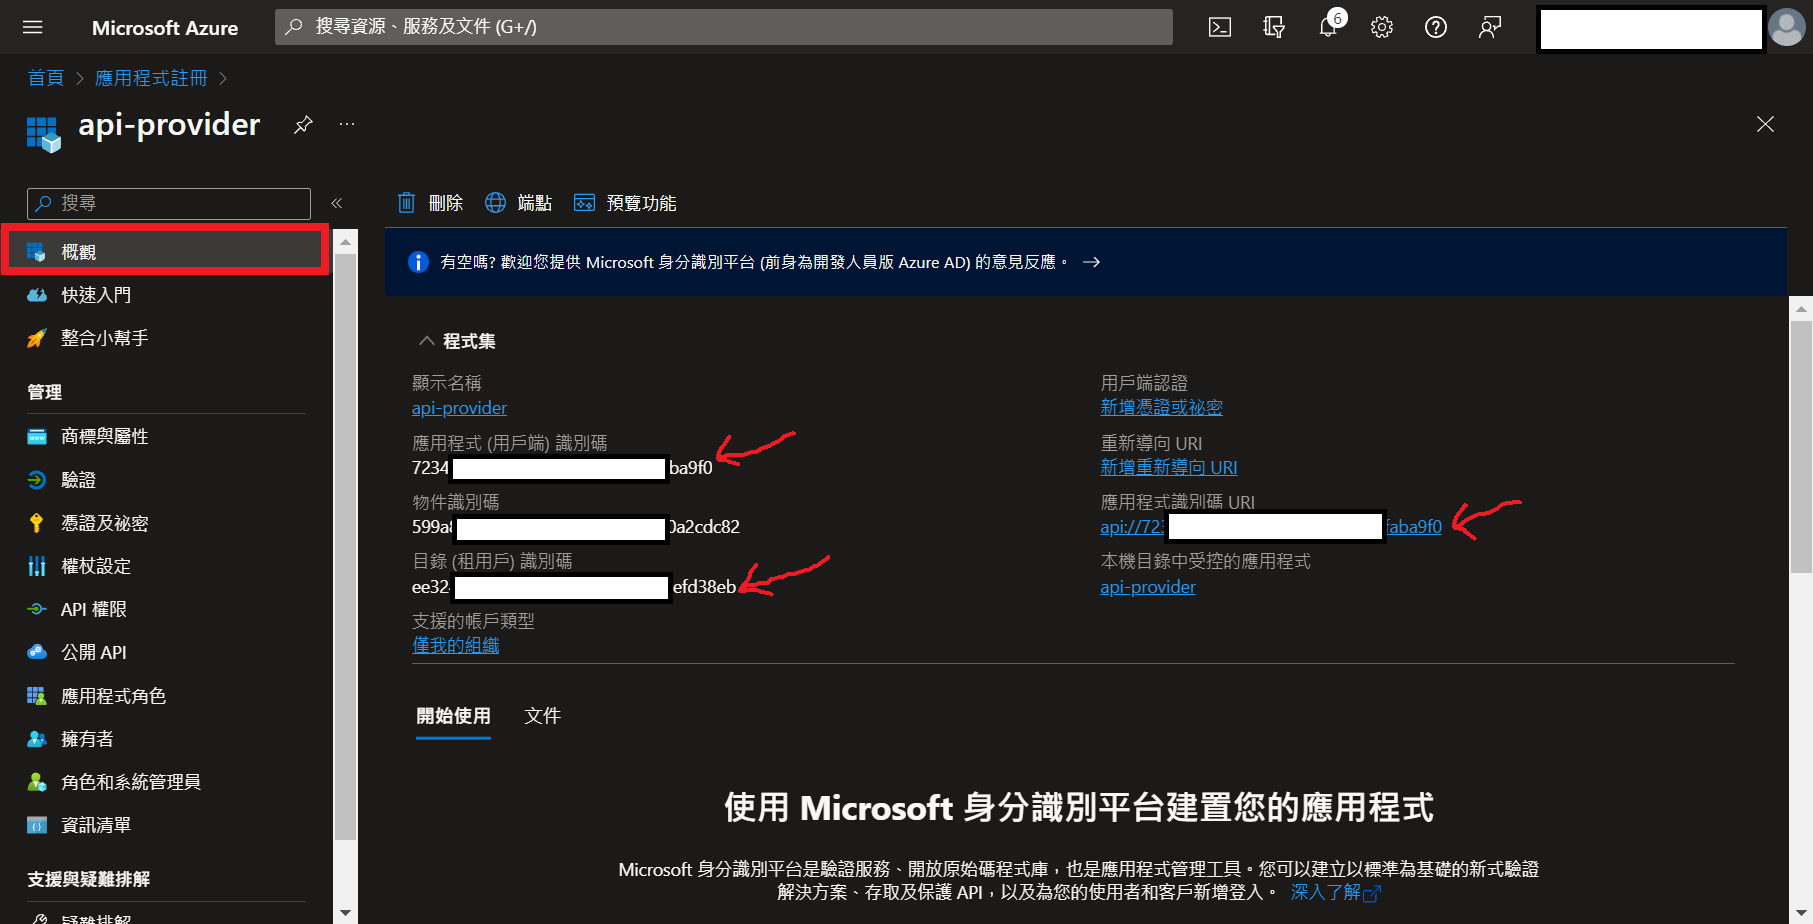 Microsoft Azure
搜尋資源、服務及文件 (G+/)
6
首頁 > 應用程式註冊 >
api-provider
搜尋
刪除
端點
預覽功能
概觀
快速入門
整合小幫手
管理
商標與屬性
驗證
憑證及祕密
權杖設定
API 權限
公開 API
應用程式角色
擁有者
角色和系統管理員
資訊清單
支援與疑難排解
疑難排解
有空嗎? 歡迎您提供 Microsoft 身分識別平台 (前身為開發人員版 Azure AD) 的意見反應。 →
程式集
顯示名稱
api-provider
應用程式 (用戶端) 識別碼
7234 ba9f0
物件識別碼
599a8 0a2cdc82
目錄 (租用戶) 識別碼
ee32 efd38eb
支援的帳戶類型
僅我的組織
用戶端認證
新增憑證或祕密
重新導向 URI
新增重新導向 URI
應用程式識別碼 URI
api://723 faba9f0
本機目錄中受控的應用程式
api-provider
開始使用
文件
使用 Microsoft 身分識別平台建置您的應用程式
Microsoft 身分識別平台是驗證服務、開放原始碼程式庫，也是應用程式管理工具。您可以建立以標準為基礎的新式驗證
解決方案、存取及保護 API，以及為您的使用者和客戶新增登入。 深入了解